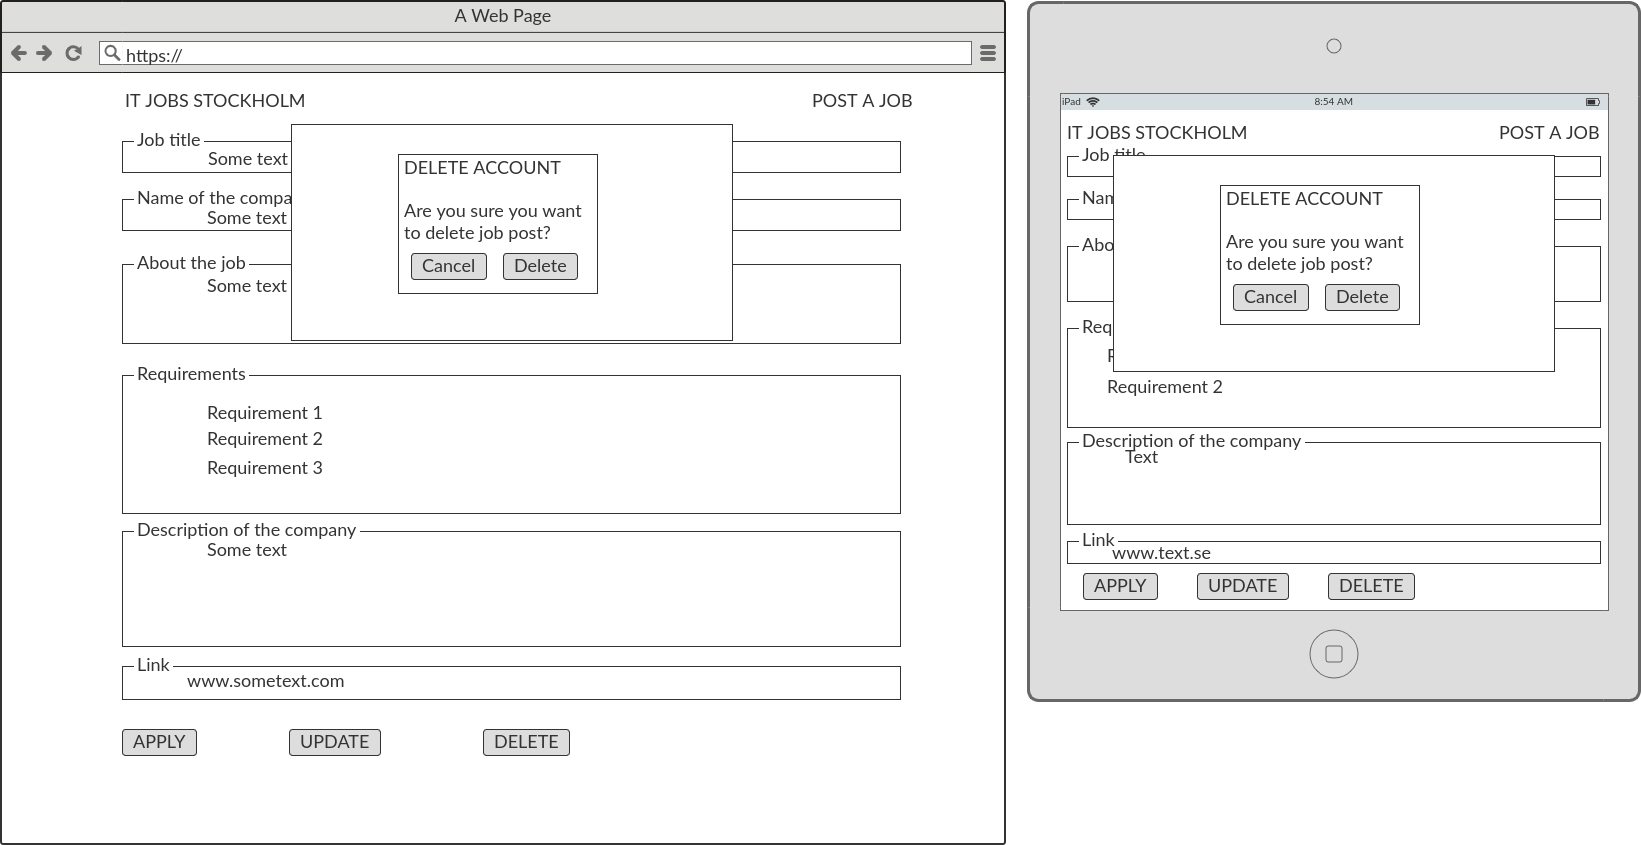 A Web Page
https://
IT JOBS STOCKHOLM
POST A JOB
Job title
Some text
Name of the compa
Some text
About the job
Some text
DELETE ACCOUNT
Are you sure you want
to delete job post?
Cancel
Delete
Requirements
Requirement 1
Requirement 2
Requirement 3
Description of the company
Some text
Link
www.sometext.com
APPLY
UPDATE
DELETE
iPad
8:54 AM
IT JOBS STOCKHOLM
POST A JOB
Job title
Nam
Abo
DELETE ACCOUNT
Are you sure you want
to delete job post?
Cancel
Delete
Req
Requirement 2
Description of the company
Text
Link
www.text.se
APPLY
UPDATE
DELETE